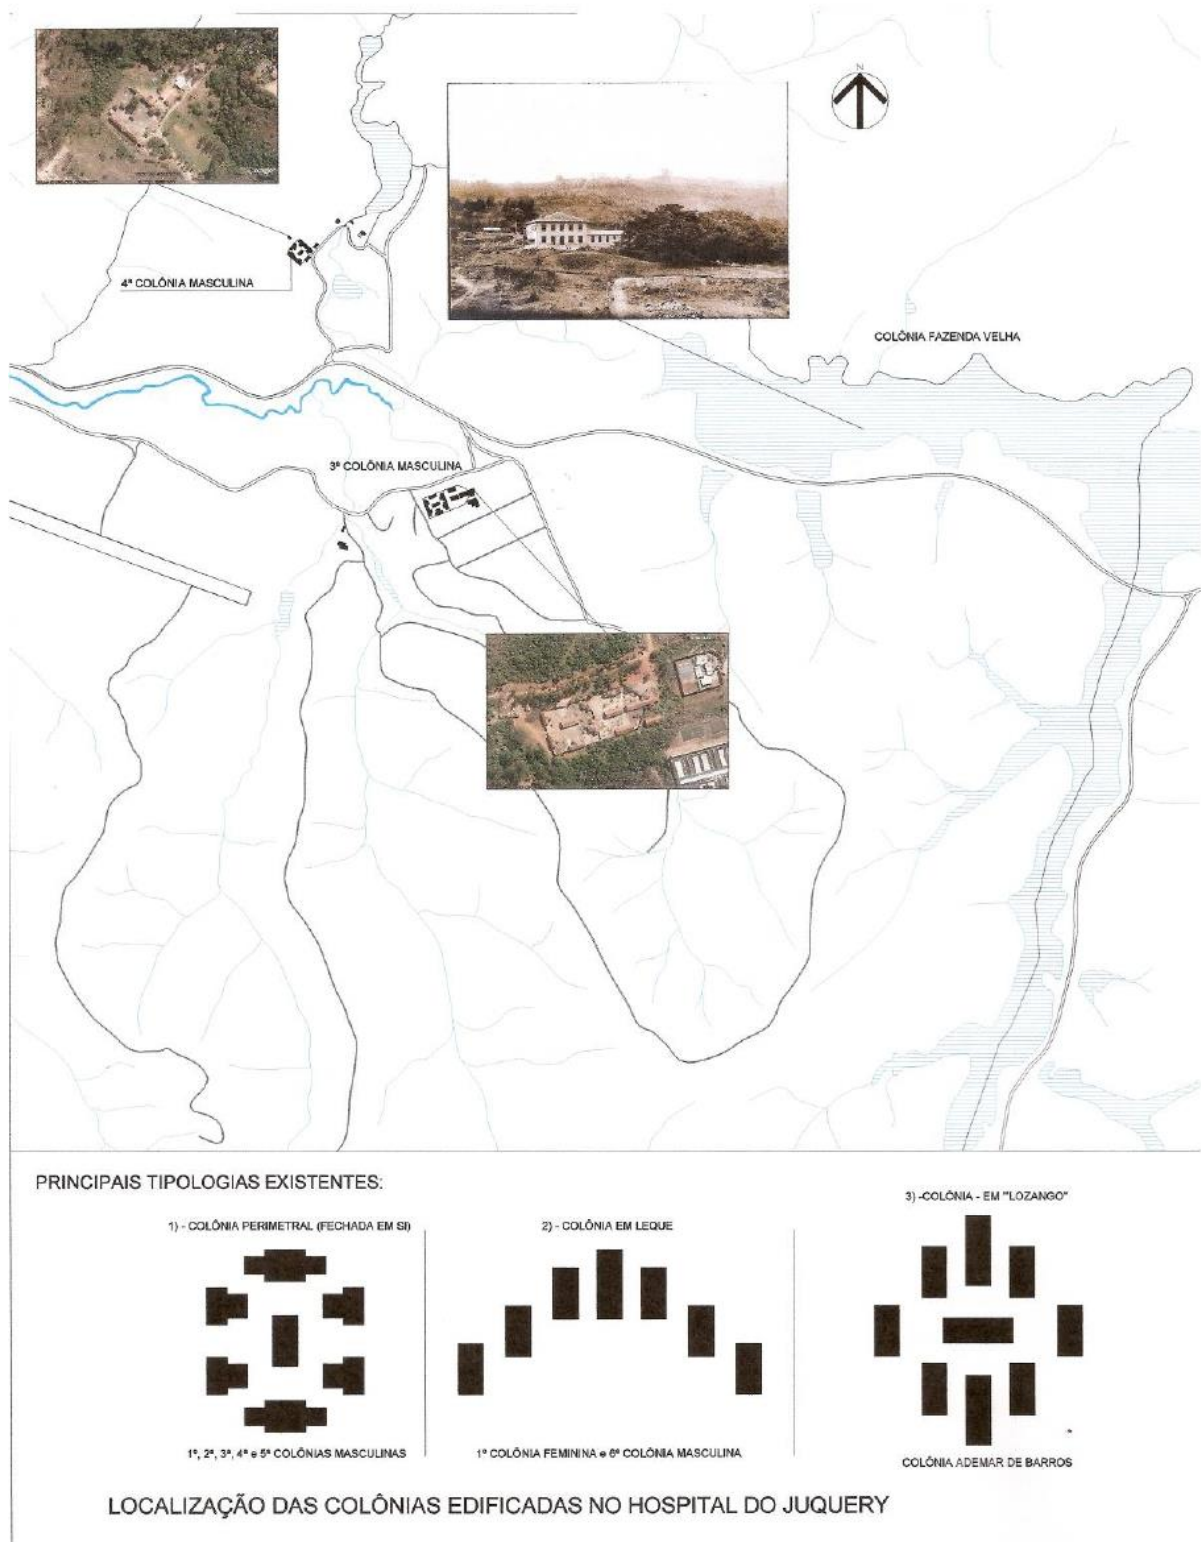 N
4ª COLÔNIA MASCULINA
COLÔNIA FAZENDA VELHA
3ª COLÔNIA MASCULINA
PRINCIPAIS TIPOLOGIAS EXISTENTES:
1) - COLÔNIA PERIMETRAL (FECHADA EM SI)
2) - COLÔNIA EM LEQUE
3) -COLÔNIA - EM "LOZANGO"
1ª, 2ª, 3ª, 4ª e 5ª COLÔNIAS MASCULINAS
1ª COLÔNIA FEMININA e 6ª COLÔNIA MASCULINA
COLÔNIA ADEMAR DE BARROS
LOCALIZAÇÃO DAS COLÔNIAS EDIFICADAS NO HOSPITAL DO JUQUERY